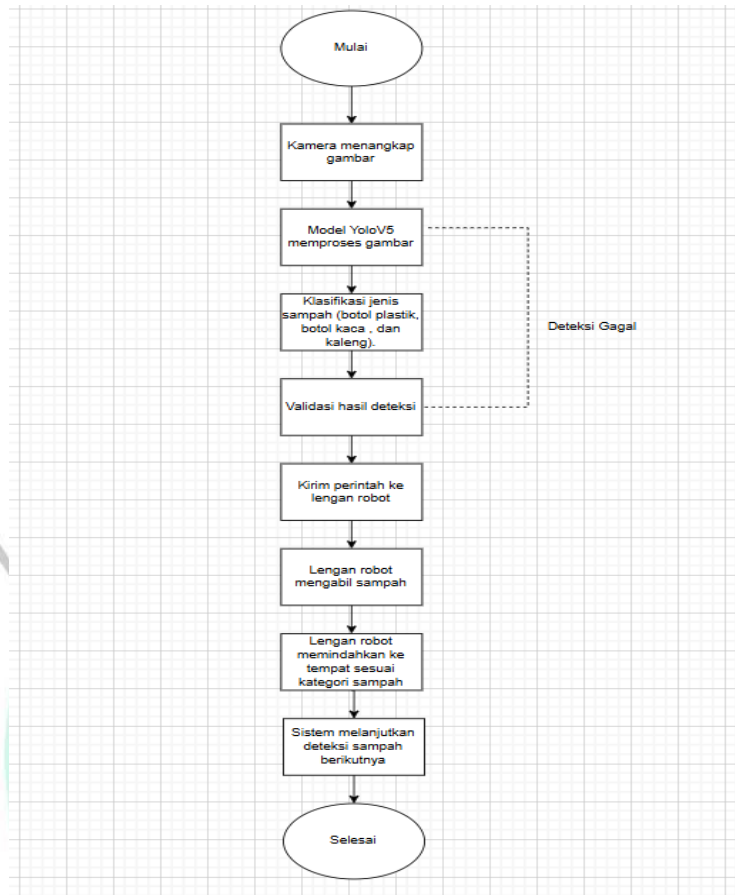 Mulai
Kamera menangkap
gambar
Model YoloV5
memproses gambar
Klasifikasi jenis
sampah (botol plastik,
botol kaca , dan
kaleng).
Deteksi Gagal
Validasi hasil deteksi
Kirim perintah ke
lengan robot
Lengan robot
mengabil sampah
Lengan robot
memindahkan ke
tempat sesuai
kategori sampah
Sistem melanjutkan
deteksi sampah
berikutnya
Selesai